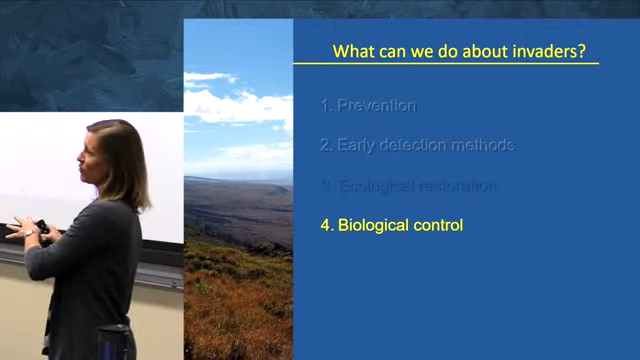 What can we do about invaders?
1. Prevention
2. Early detection methods
3. Ecological restoration
4. Biological control